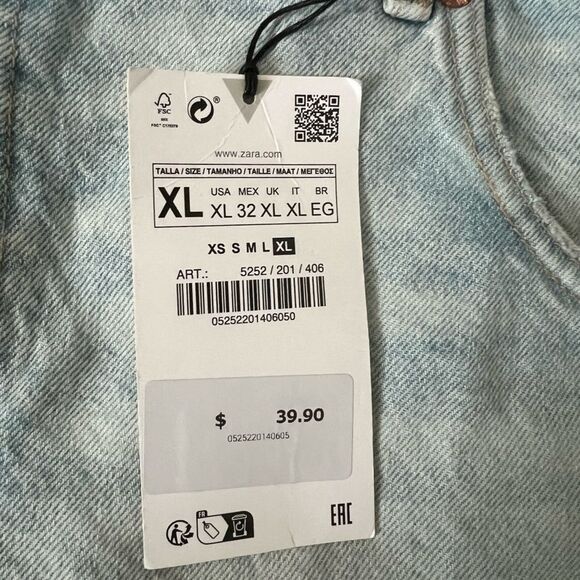 FSC
MIX
www.zara.com
TALLA / SIZE / TAMANHO / TAILLE / MAAT / ΜΕΓΕΘΟΣ
XL
USA MEX UK IT BR
XL 32 XL XL EG
XS S M L XL
ART.: 5252 / 201 / 406
05252201406050
$ 39.90
0525220140605
FR
EAC